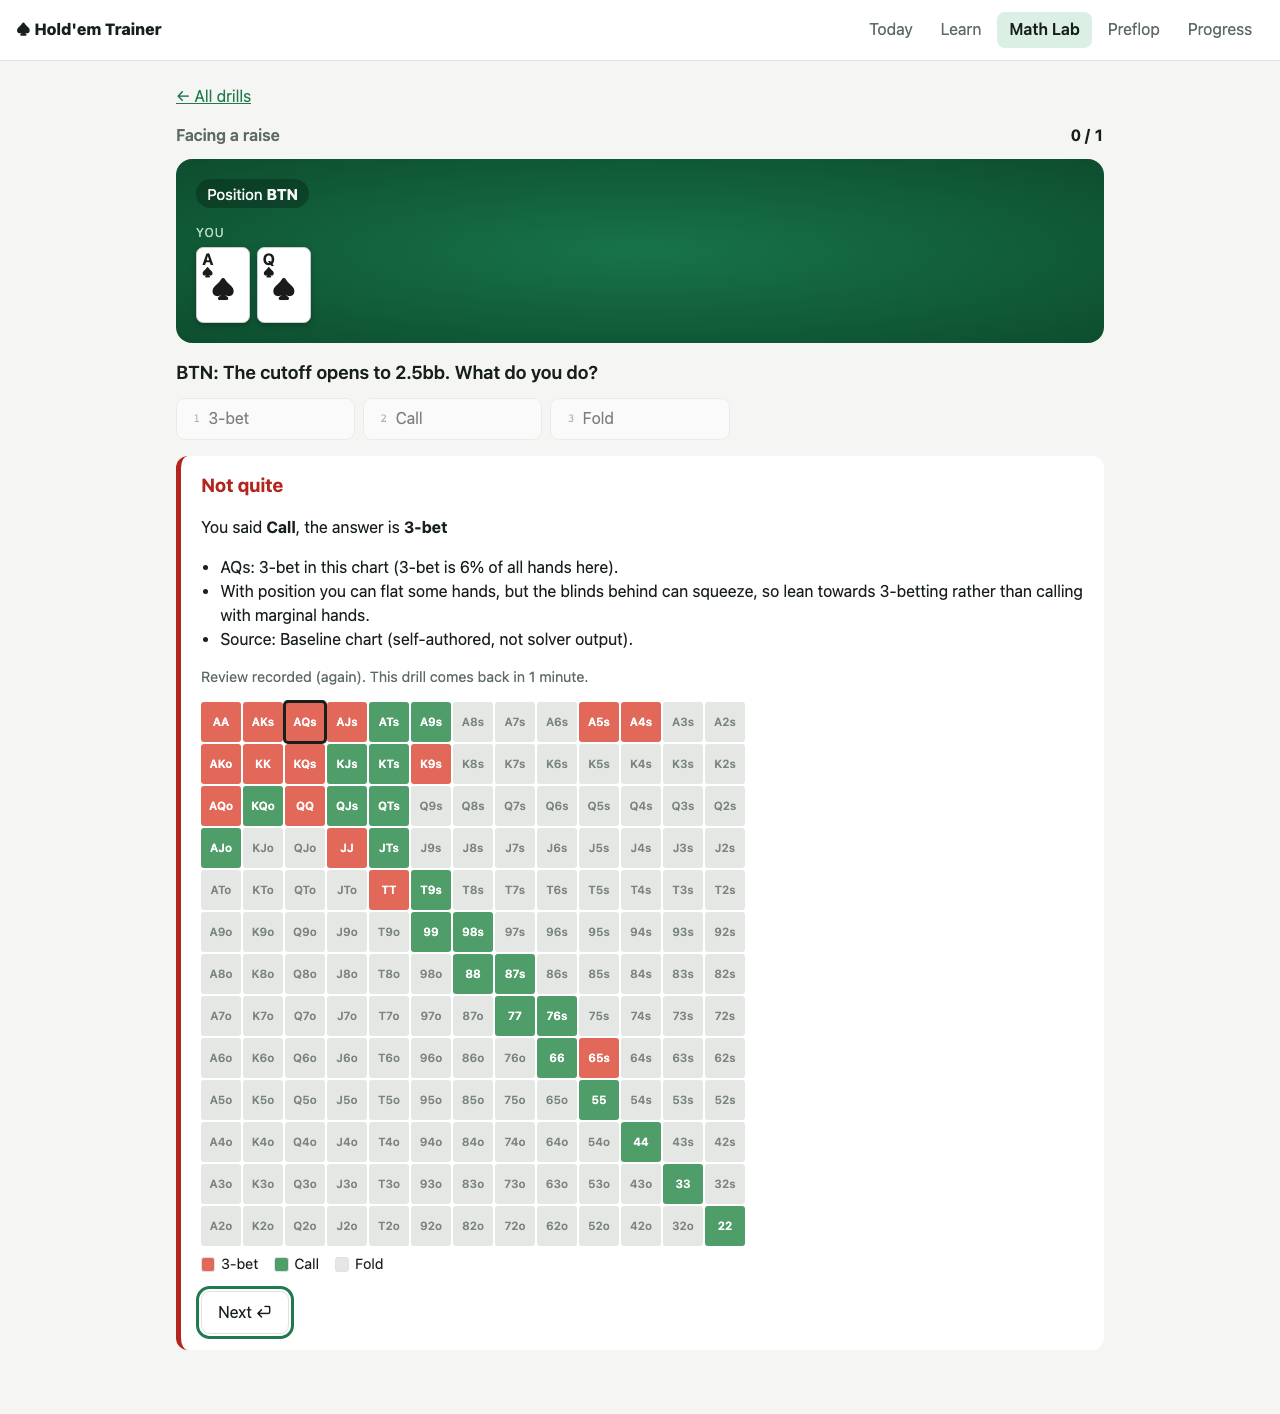 ♠ Hold'em Trainer
Today Learn Math Lab Preflop Progress
← All drills
Facing a raise 0 / 1
Position BTN
YOU
A♠ Q♠
BTN: The cutoff opens to 2.5bb. What do you do?
1 3-bet 2 Call 3 Fold
Not quite
You said Call, the answer is 3-bet
• AQs: 3-bet in this chart (3-bet is 6% of all hands here).
• With position you can flat some hands, but the blinds behind can squeeze, so lean towards 3-betting rather than calling
with marginal hands.
• Source: Baseline chart (self-authored, not solver output).
Review recorded (again). This drill comes back in 1 minute.
AA AKs AQs AJs ATs A9s A8s A7s A6s A5s A4s A3s A2s
AKo KK KQs KJs KTs K9s K8s K7s K6s K5s K4s K3s K2s
AQo KQo QQ QJs QTs Q9s Q8s Q7s Q6s Q5s Q4s Q3s Q2s
AJo KJo QJo JJ JTs J9s J8s J7s J6s J5s J4s J3s J2s
ATo KTo QTo JTo TT T9s T8s T7s T6s T5s T4s T3s T2s
A9o K9o Q9o J9o T9o 99 98s 97s 96s 95s 94s 93s 92s
A8o K8o Q8o J8o T8o 98o 88 87s 86s 85s 84s 83s 82s
A7o K7o Q7o J7o T7o 97o 87o 77 76s 75s 74s 73s 72s
A6o K6o Q6o J6o T6o 96o 86o 76o 66 65s 64s 63s 62s
A5o K5o Q5o J5o T5o 95o 85o 75o 65o 55 54s 53s 52s
A4o K4o Q4o J4o T4o 94o 84o 74o 64o 54o 44 43s 42s
A3o K3o Q3o J3o T3o 93o 83o 73o 63o 53o 43o 33 32s
A2o K2o Q2o J2o T2o 92o 82o 72o 62o 52o 42o 32o 22
3-bet Call Fold
Next ⏎